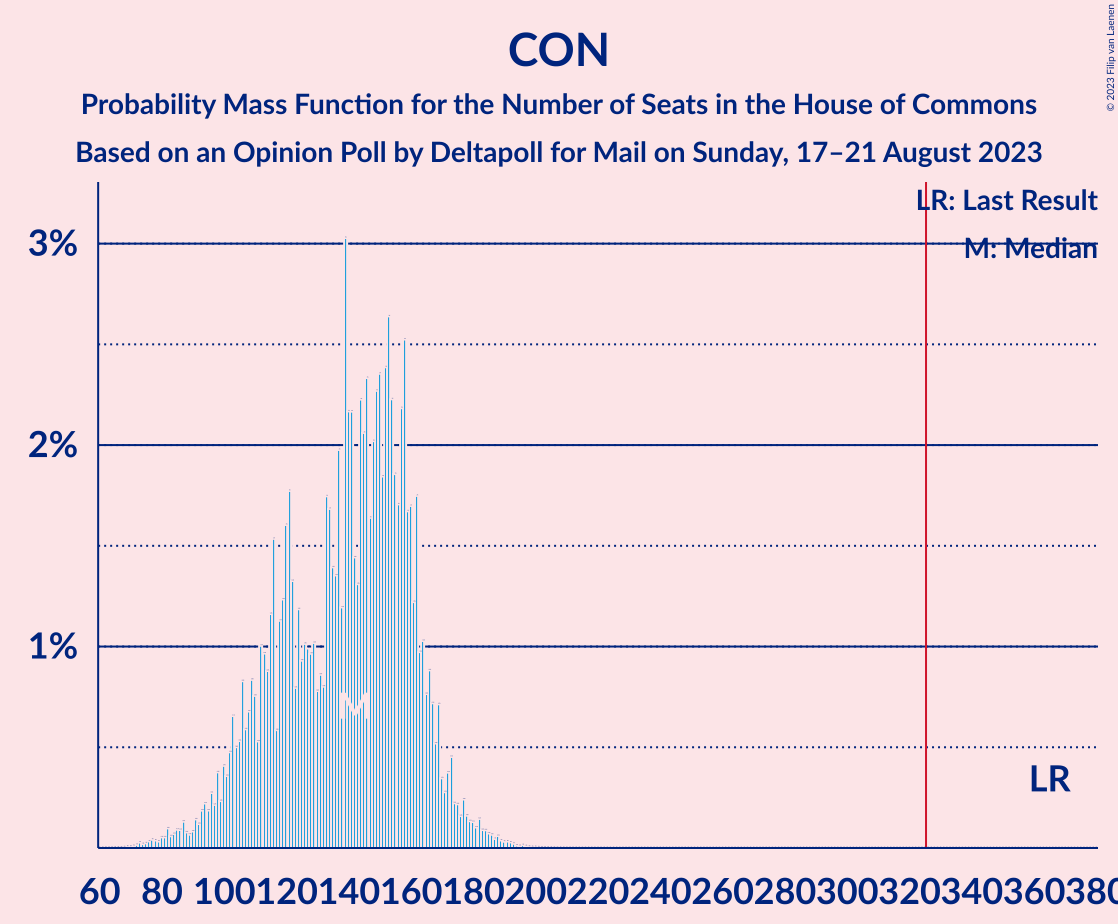 CON
Probability Mass Function for the Number of Seats in the House of Commons
Based on an Opinion Poll by Deltapoll for Mail on Sunday, 17–21 August 2023
© 2023 Filip van Laenen
LR: Last Result
M: Median
3%
2%
1%
M
LR
60 80 100 120 140 160 180 200 220 240 260 280 300 320 340 360 380